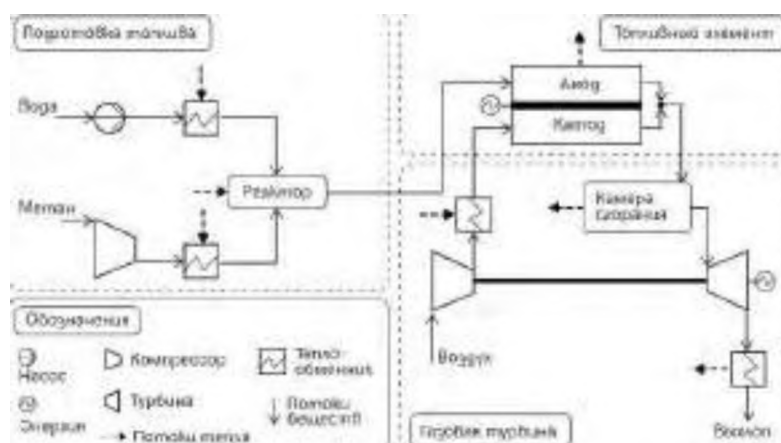 Подготовка топлива
Топливный элемент
Анод
Вода
Катод
Реактор
Метан
Камера
сгорания
Обозначения
Воздух
Насос
Компрессор
Тепло-
обменник
Энергия
Турбина
Потоки
веществ
Потоки тепла
Газовая турбина
Выхлоп